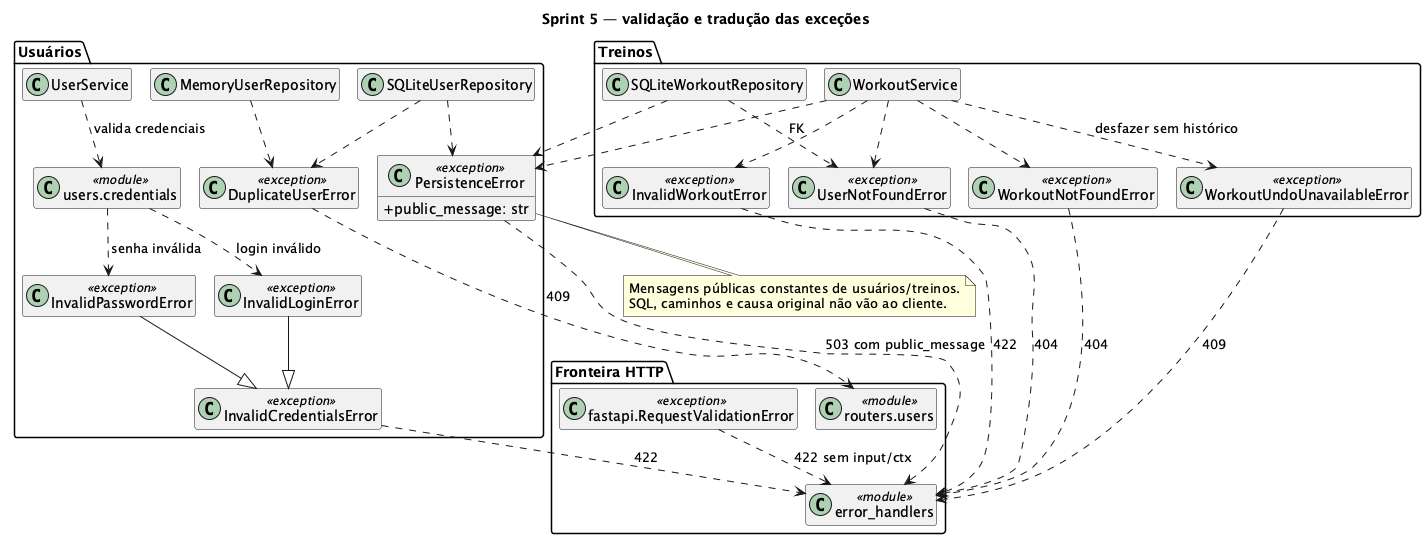 Sprint 5 — validação e tradução das exceções
Usuários
Treinos
C UserService
C MemoryUserRepository
C SQLiteUserRepository
C SQLiteWorkoutRepository
C WorkoutService
valida credenciais
FK
desfazer sem histórico
C «module»
users.credentials
C «exception»
DuplicateUserError
C «exception»
PersistenceError
+public_message: str
C «exception»
InvalidWorkoutError
C «exception»
UserNotFoundError
C «exception»
WorkoutNotFoundError
C «exception»
WorkoutUndoUnavailableError
senha inválida
login inválido
C «exception»
InvalidPasswordError
C «exception»
InvalidLoginError
409
Mensagens públicas constantes de usuários/treinos.
SQL, caminhos e causa original não vão ao cliente.
503 com public_message
422
404
404
409
C «exception»
InvalidCredentialsError
Fronteira HTTP
C «exception»
fastapi.RequestValidationError
C «module»
routers.users
422
422 sem input/ctx
C «module»
error_handlers